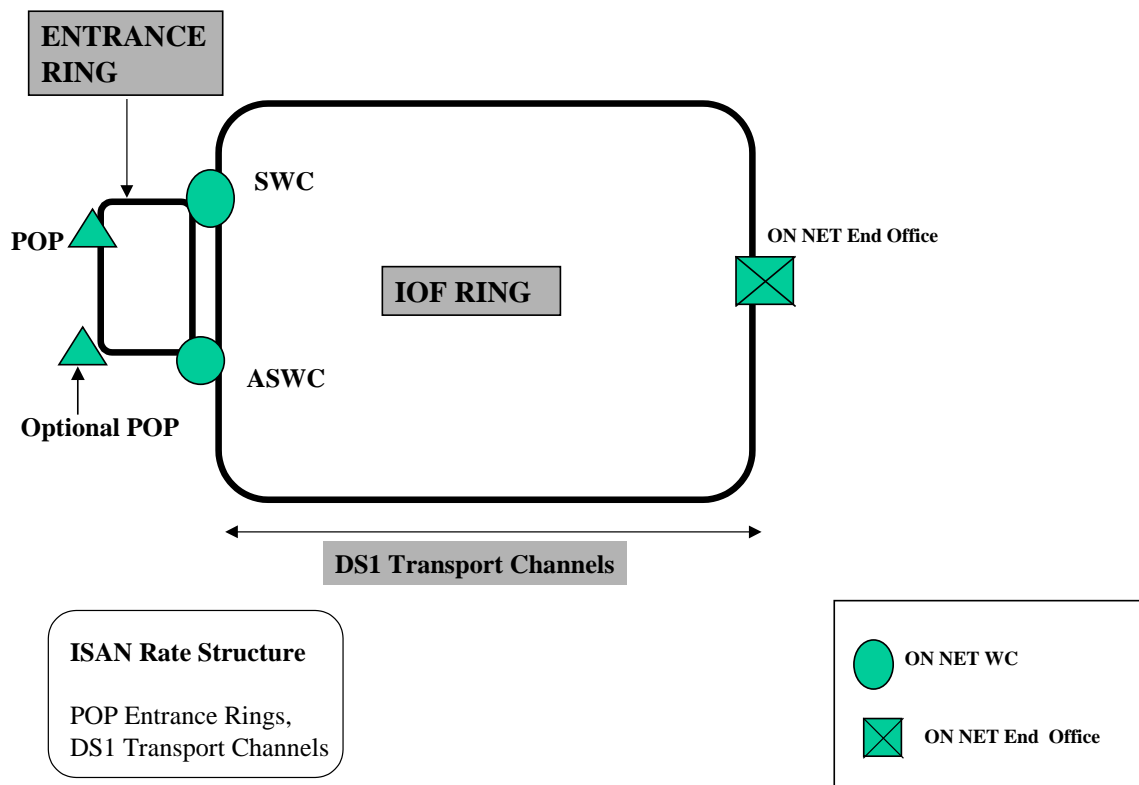 ENTRANCE
RING
SWC
POP
ON NET End Office
IOF RING
ASWC
Optional POP
DS1 Transport Channels
ISAN Rate Structure
POP Entrance Rings,
DS1 Transport Channels
ON NET WC
ON NET End Office